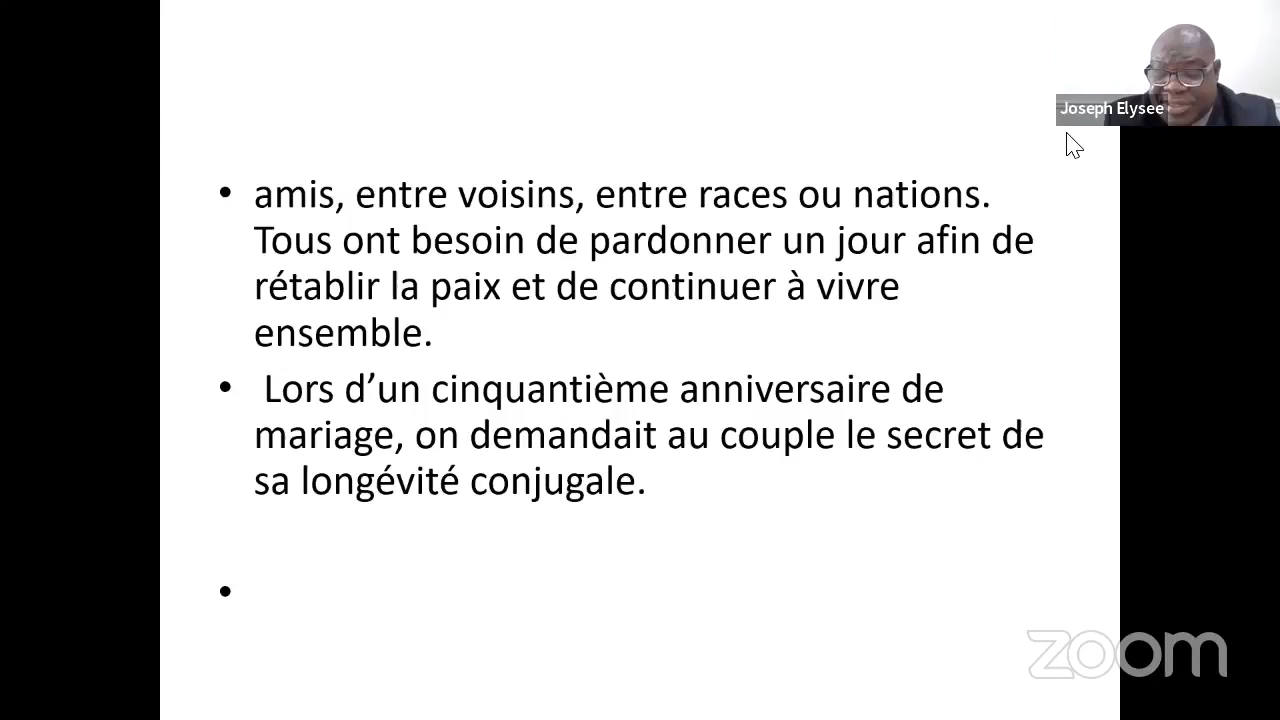 Joseph Elysee
• amis, entre voisins, entre races ou nations.
Tous ont besoin de pardonner un jour afin de
rétablir la paix et de continuer à vivre
ensemble.
• Lors d’un cinquantième anniversaire de
mariage, on demandait au couple le secret de
sa longévité conjugale.
•
zoom